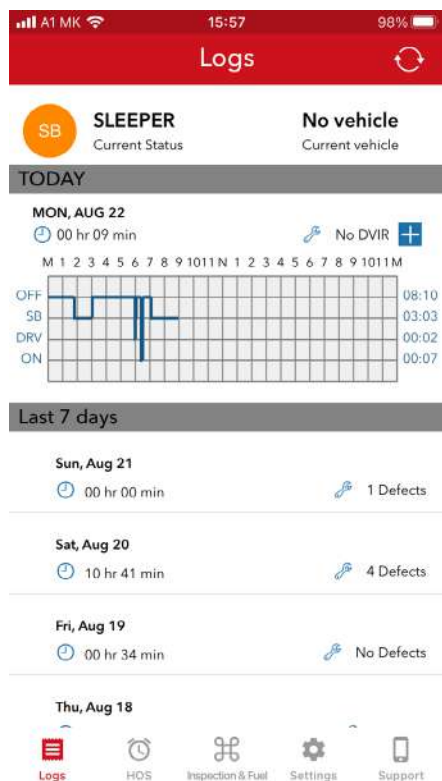 A1 MK 15:57 98%
Logs
SB SLEEPER No vehicle
Current Status Current vehicle
TODAY
MON, AUG 22
00 hr 09 min No DVIR
M 1 2 3 4 5 6 7 8 9 1011 N 1 2 3 4 5 6 7 8 9 1011 M
OFF 08:10
SB 03:03
DRV 00:02
ON 00:07
Last 7 days
Sun, Aug 21
00 hr 00 min 1 Defects
Sat, Aug 20
10 hr 41 min 4 Defects
Fri, Aug 19
00 hr 34 min No Defects
Thu, Aug 18
Logs HOS Inspection & Fuel Settings Support